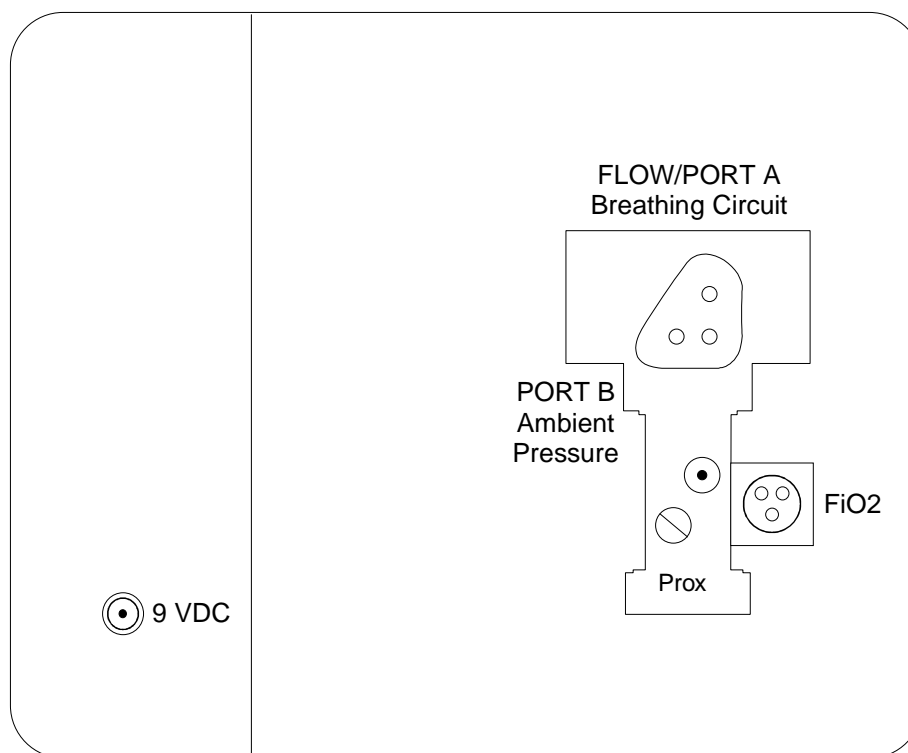 FLOW/PORT A
Breathing Circuit
PORT B
Ambient
Pressure
FiO2
Prox
9 VDC